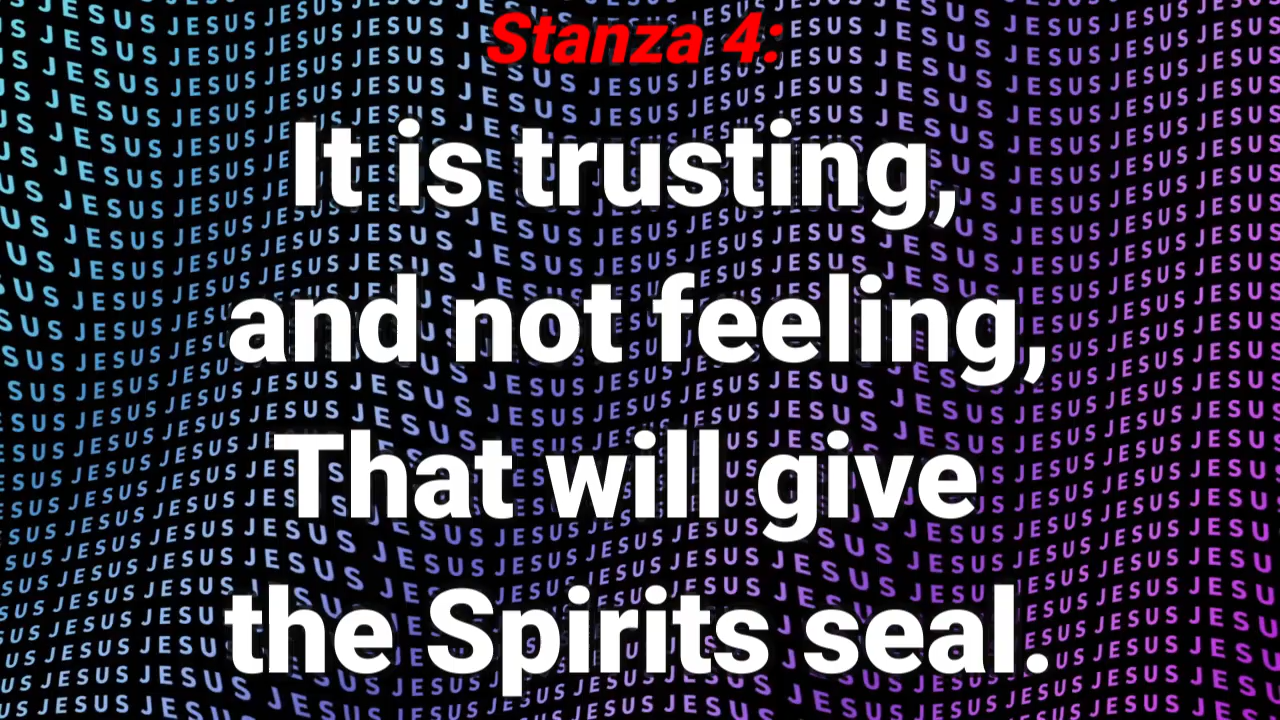 Stanza 4:
It is trusting,
and not feeling,
That will give
the Spirits seal.